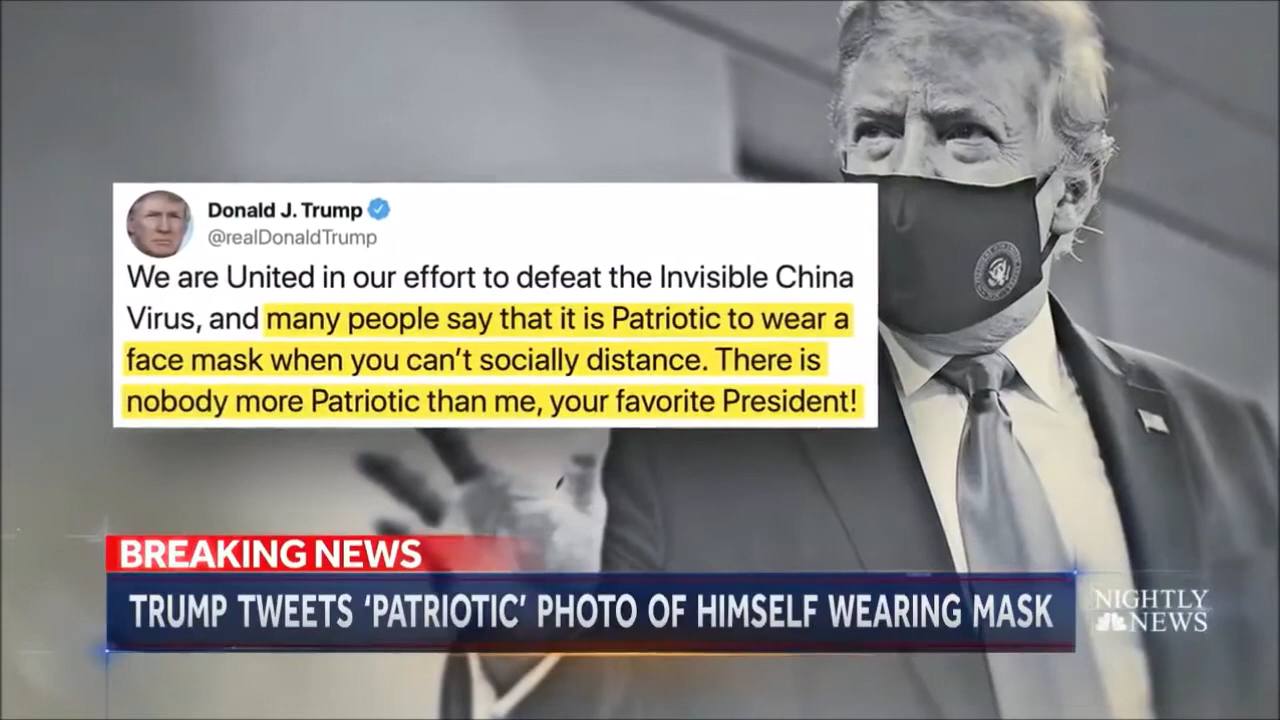 Donald J. Trump
@realDonaldTrump
We are United in our effort to defeat the Invisible China
Virus, and many people say that it is Patriotic to wear a
face mask when you can’t socially distance. There is
nobody more Patriotic than me, your favorite President!
BREAKING NEWS
TRUMP TWEETS ‘PATRIOTIC’ PHOTO OF HIMSELF WEARING MASK
NIGHTLY
NEWS